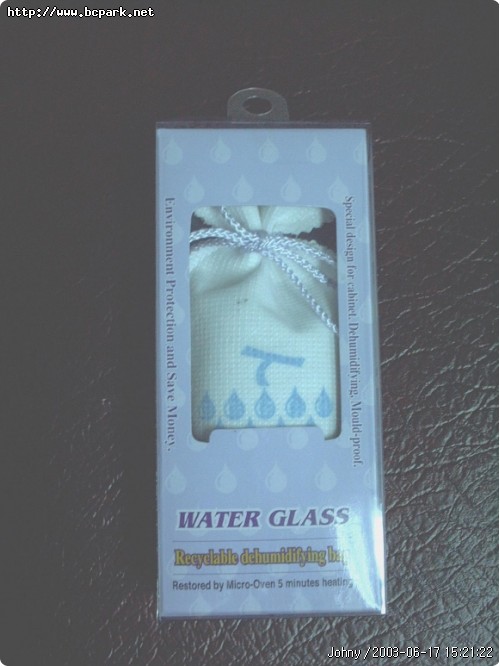 http://www.bcpark.net
Special design for cabinet. Dehumidifying. Mould-proof.
Environment Protection and Save Money.
WATER GLASS
Recyclable dehumidifying bag
Restored by Micro-Oven 5 minutes heating
Johny / 2003-06-17 15:21:22